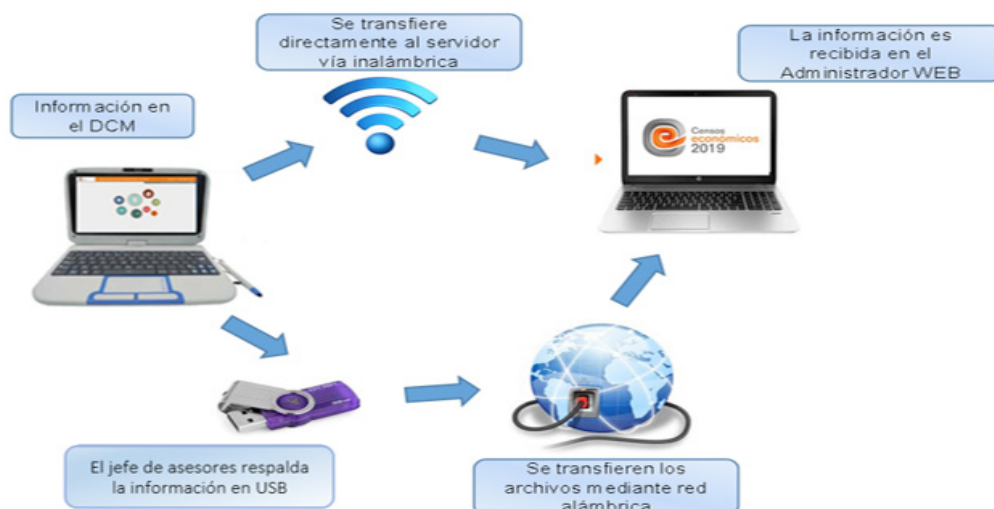 Se transfiere
directamente al servidor
vía inalámbrica
La información es
recibida en el
Administrador WEB
Información en
el DCM
Censos
económicos
2019
El jefe de asesores respalda
la información en USB
Se transfieren los
archivos mediante red
alámbrica